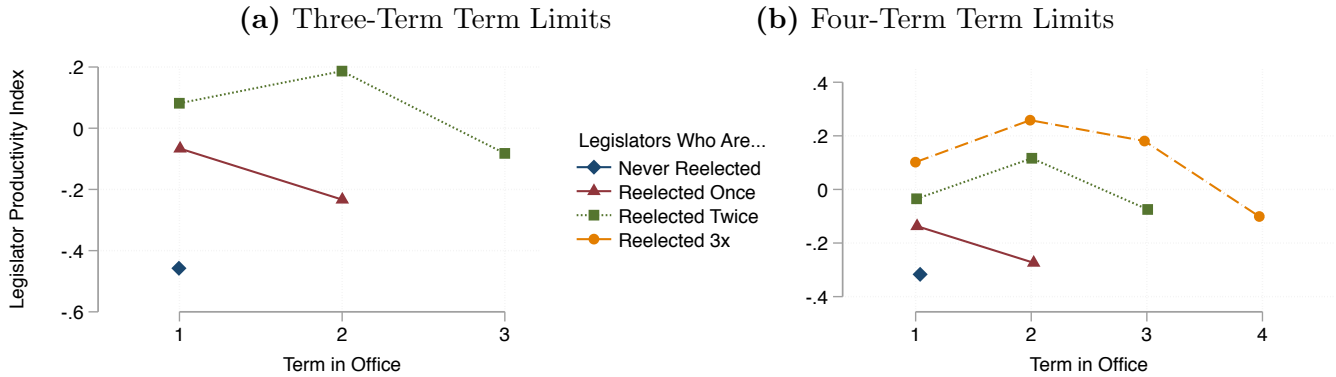 (a) Three-Term Term Limits
Legislator Productivity Index
.2
0
-.2
-.4
-.6
1 2 3
Term in Office
Legislators Who Are...
Never Reelected
Reelected Once
Reelected Twice
Reelected 3x
(b) Four-Term Term Limits
.4
.2
0
-.2
-.4
1 2 3 4
Term in Office